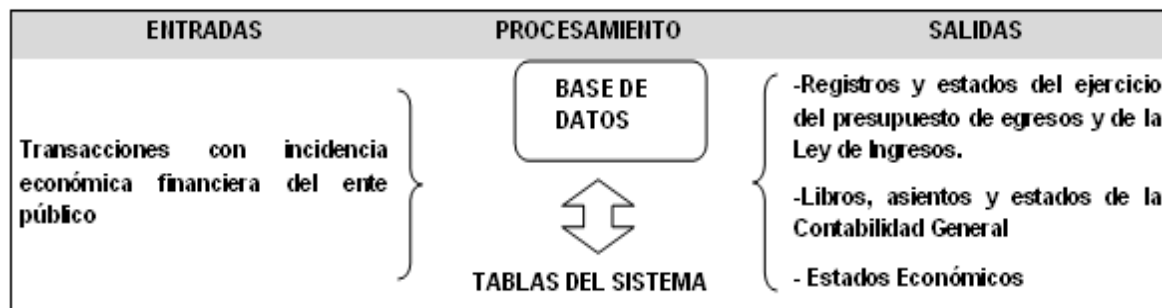 ENTRADAS
PROCESAMIENTO
SALIDAS
Transacciones con incidencia
económica financiera del ente
público
BASE DE
DATOS
TABLAS DEL SISTEMA
-Registros y estados del ejercicio
del presupuesto de egresos y de la
Ley de Ingresos.
-Libros, asientos y estados de la
Contabilidad General
- Estados Económicos